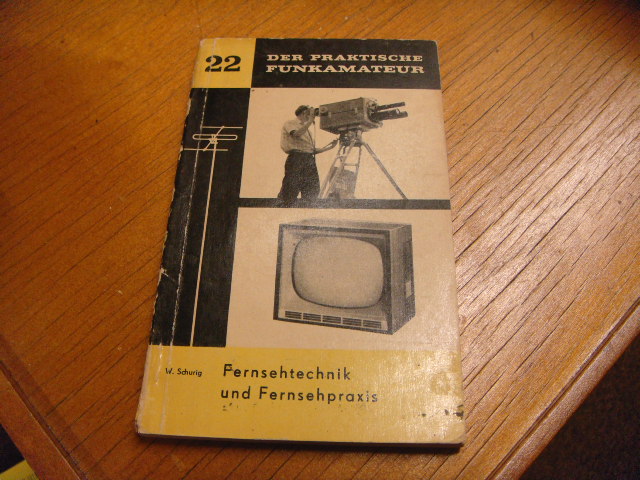 22
DER PRAKTISCHE
FUNKAMATEUR
W. Schurig
Fernsehtechnik
und Fernsehpraxis